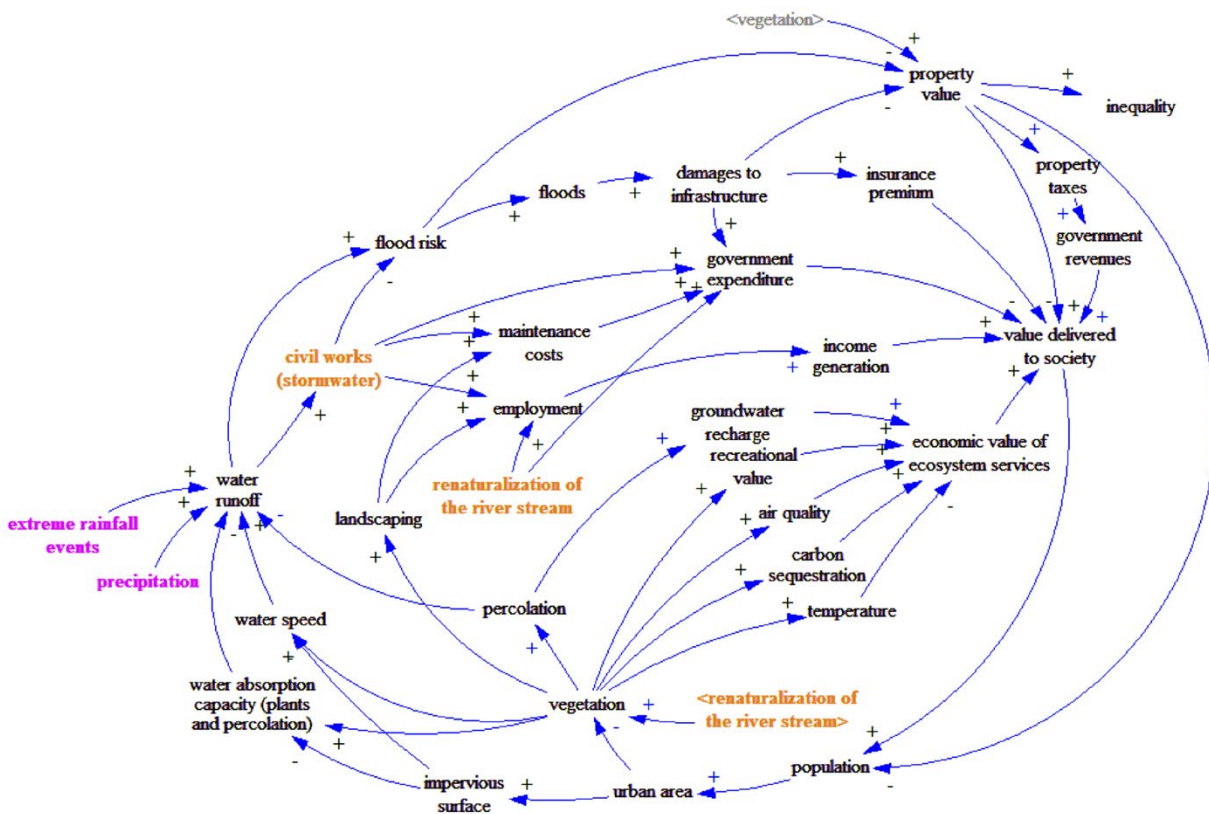 <vegetation>
property
value
inequality
property
taxes
damages to
infrastructure
insurance
premium
floods
flood risk
government
revenues
government
expenditure
maintenance
costs
value delivered
to society
income
generation
civil works
(stormwater)
employment
groundwater
recharge
recreational
value
economic value of
ecosystem services
water
runoff
renaturalization of
the river stream
extreme rainfall
events
landscaping
air quality
precipitation
carbon
sequestration
percolation
temperature
water speed
water absorption
capacity (plants
and percolation)
vegetation
<renaturalization of
the river stream>
impervious
surface
urban area
population